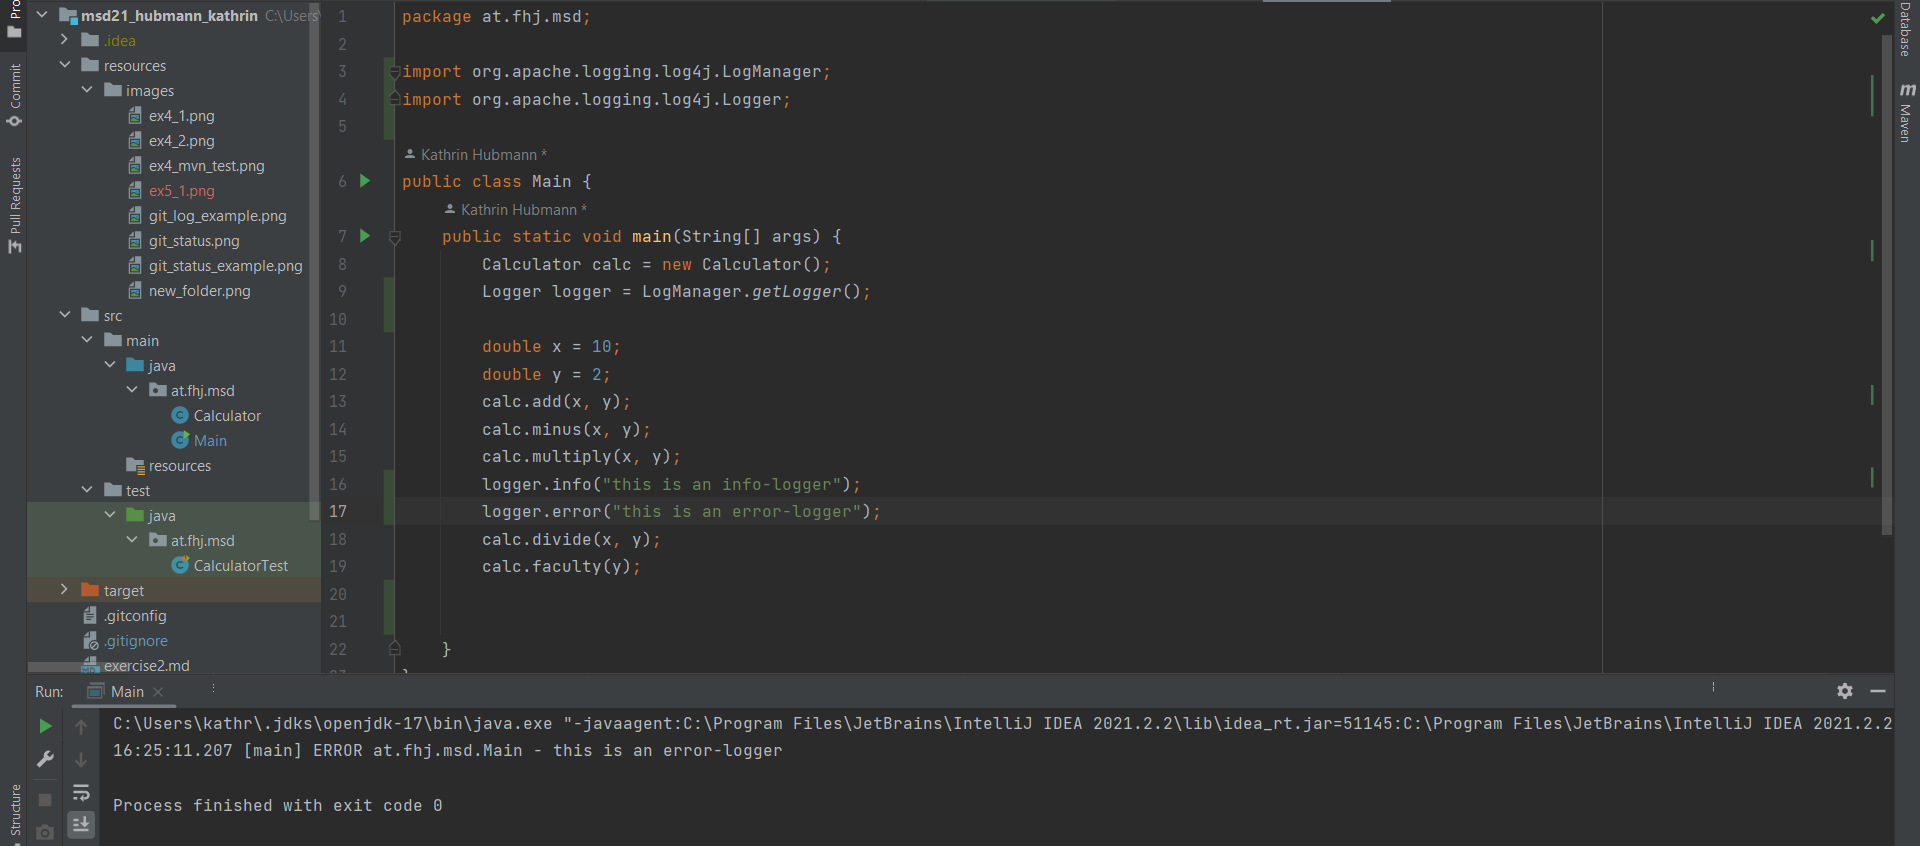 Pro
Commit
Pull Requests
Structure
msd21_hubmann_kathrin C:\Users\
.idea
resources
images
ex4_1.png
ex4_2.png
ex4_mvn_test.png
ex5_1.png
git_log_example.png
git_status.png
git_status_example.png
new_folder.png
src
main
java
at.fhj.msd
Calculator
Main
resources
test
java
at.fhj.msd
CalculatorTest
target
.gitconfig
.gitignore
exercise2.md
1 package at.fhj.msd;
2
3 import org.apache.logging.log4j.LogManager;
4 import org.apache.logging.log4j.Logger;
5
Kathrin Hubmann *
6 public class Main {
Kathrin Hubmann *
7 public static void main(String[] args) {
8 Calculator calc = new Calculator();
9 Logger logger = LogManager.getLogger();
10
11 double x = 10;
12 double y = 2;
13 calc.add(x, y);
14 calc.minus(x, y);
15 calc.multiply(x, y);
16 logger.info("this is an info-logger");
17 logger.error("this is an error-logger");
18 calc.divide(x, y);
19 calc.faculty(y);
20
21
22 }
Database
Maven
Run: Main
C:\Users\kathr\.jdks\openjdk-17\bin\java.exe "-javaagent:C:\Program Files\JetBrains\IntelliJ IDEA 2021.2.2\lib\idea_rt.jar=51145:C:\Program Files\JetBrains\IntelliJ IDEA 2021.2.2
16:25:11.207 [main] ERROR at.fhj.msd.Main - this is an error-logger
Process finished with exit code 0